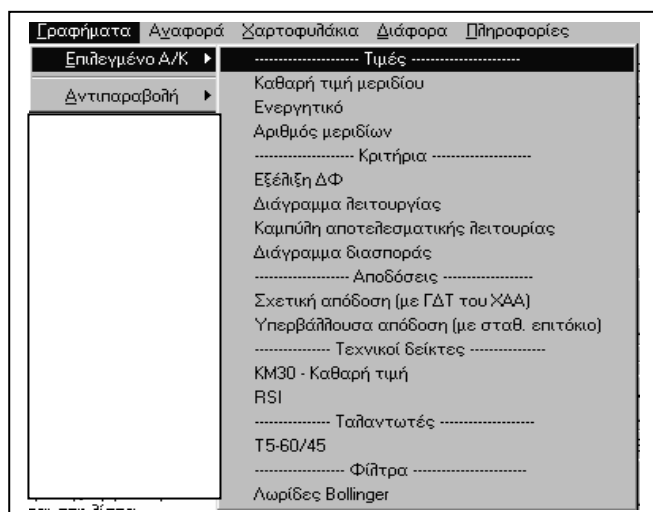 Γραφήματα Αναφορά Χαρτοφυλάκια Διάφορα Πληροφορίες
Επιλεγμένο Α/Κ
Αντιπαραβολή
---------------------- Τιμές -----------------------
Καθαρή τιμή μεριδίου
Ενεργητικό
Αριθμός μεριδίων
--------------------- Κριτήρια ---------------------
Εξέλιξη ΔΦ
Διάγραμμα λειτουργίας
Καμπύλη αποτελεσματικής λειτουρίας
Διάγραμμα διασποράς
-------------------- Αποδόσεις -------------------
Σχετική απόδοση (με ΓΔΤ του ΧΑΑ)
Υπερβάλλουσα απόδοση (με σταθ. επιτόκιο)
---------------- Τεχνικοί δείκτες ----------------
ΚΜ30 - Καθαρή τιμή
RSI
---------------- Ταλαντωτές --------------------
Τ5-60/45
------------------- Φίλτρα ------------------------
Λωρίδες Bollinger